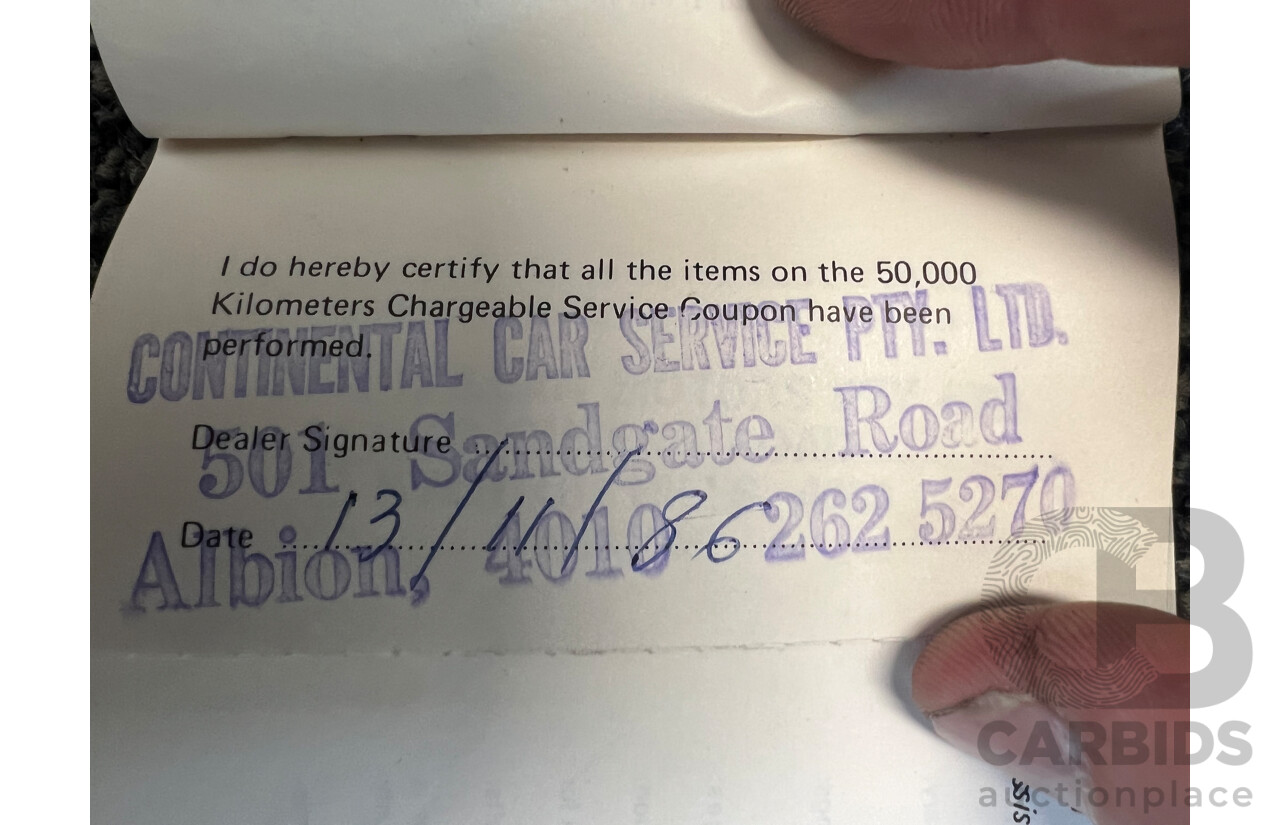 I do hereby certify that all the items on the 50,000
Kilometers Chargeable Service Coupon have been
performed.
CONTINENTAL CAR SERVICE PTY. LTD.
501 Sandgate Road
Albion, 4010 262 5270
Dealer Signature
Date 13/11/86
CARBIDS
auctionplace